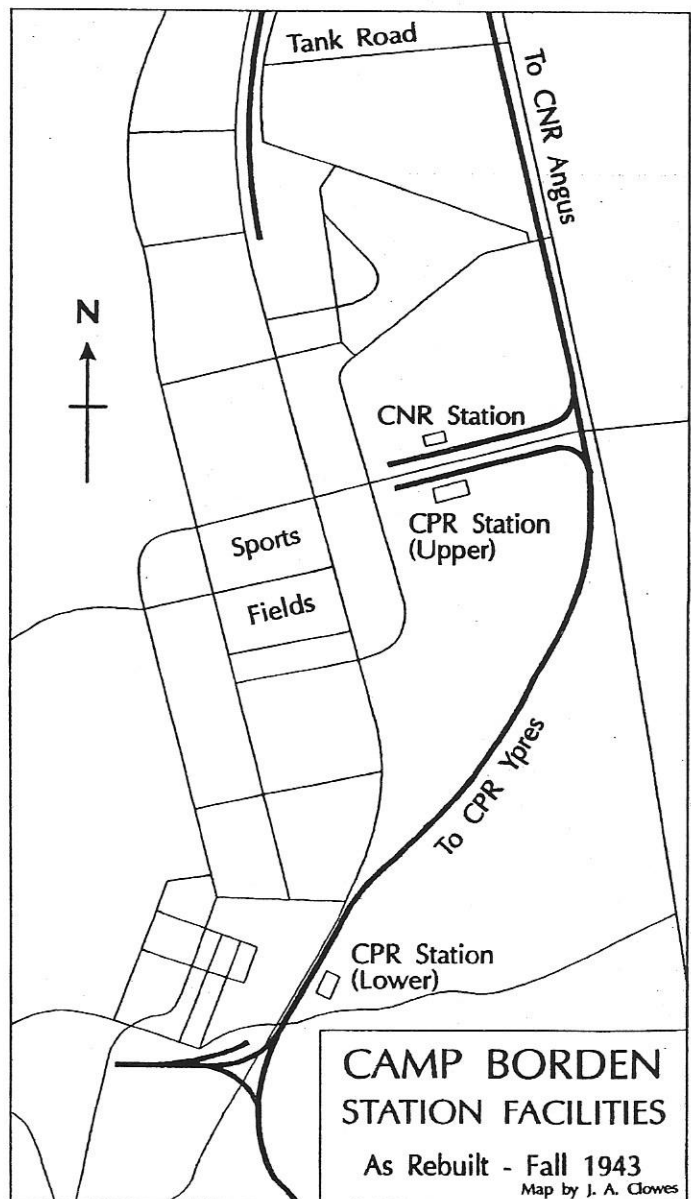 Tank Road
To CNR Angus
N
CNR Station
CPR Station
(Upper)
Sports
Fields
To CPR Ypres
CPR Station
(Lower)
CAMP BORDEN
STATION FACILITIES
As Rebuilt - Fall 1943
Map by J. A. Clowes